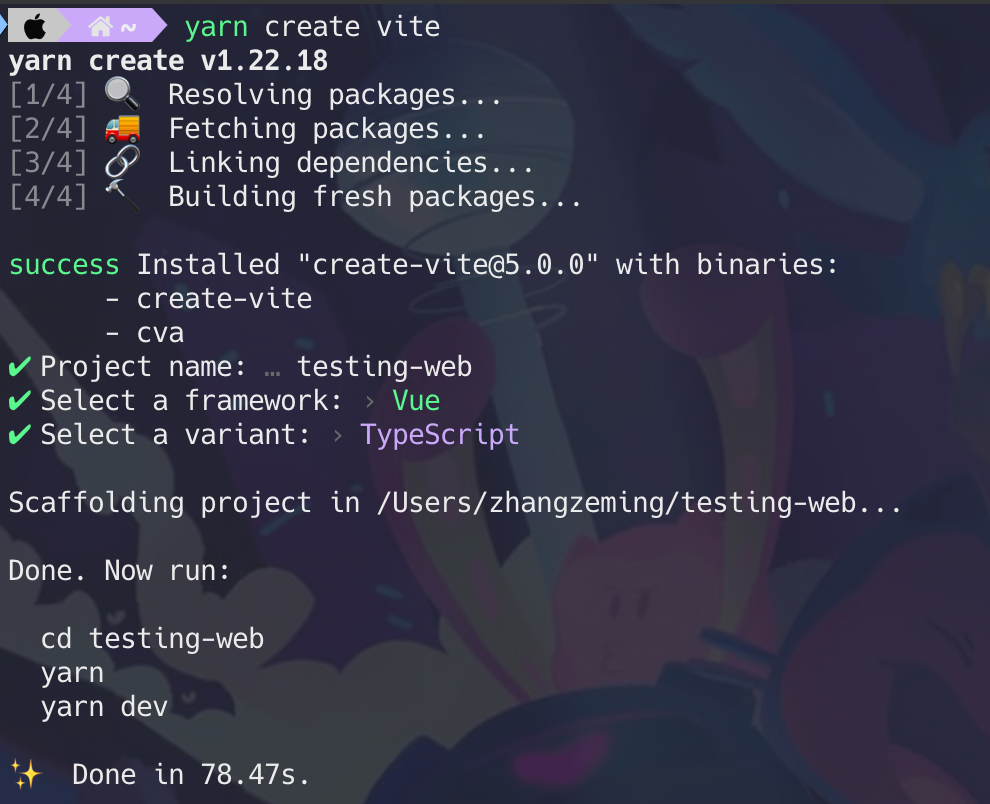 ~ yarn create vite
yarn create v1.22.18
[1/4] 🔍 Resolving packages...
[2/4] 🚚 Fetching packages...
[3/4] 🔗 Linking dependencies...
[4/4] 🔨 Building fresh packages...
success Installed "create-vite@5.0.0" with binaries:
- create-vite
- cva
✔ Project name: … testing-web
✔ Select a framework: › Vue
✔ Select a variant: › TypeScript
Scaffolding project in /Users/zhangzeming/testing-web...
Done. Now run:
cd testing-web
yarn
yarn dev
✨ Done in 78.47s.